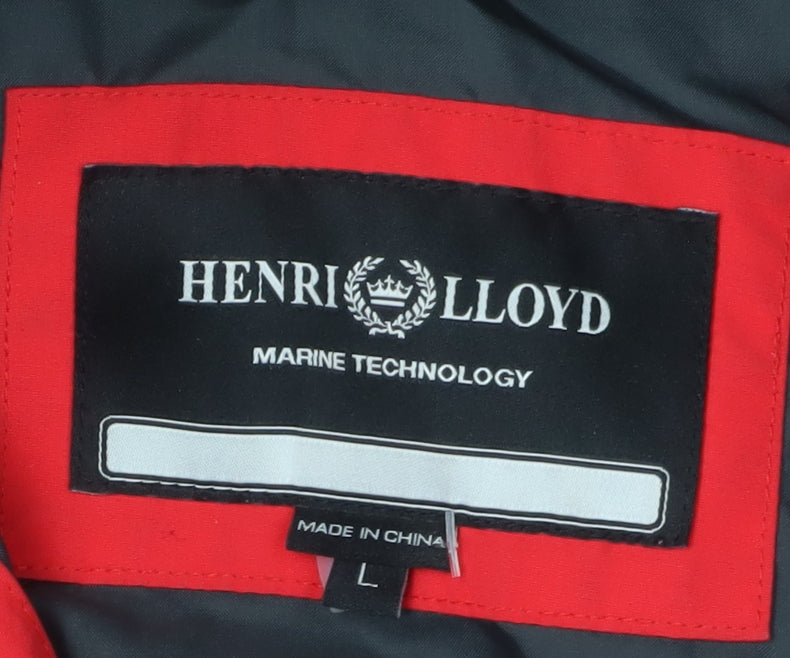 HENRI LLOYD
MARINE TECHNOLOGY
MADE IN CHINA
L